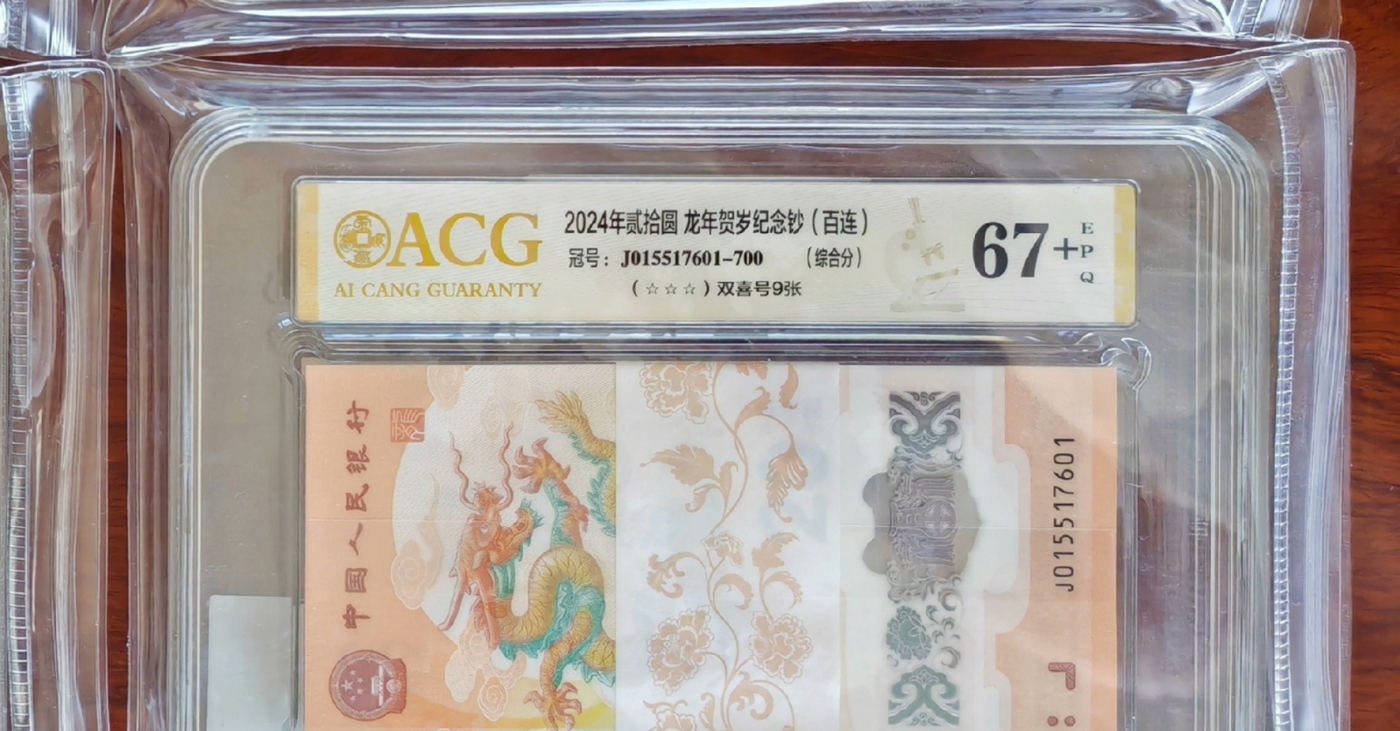 ACG
AI CANG GUARANTY
2024年贰拾圆 龙年贺岁纪念钞（百连）
冠号：J015517601-700 （综合分）
（☆☆☆）双喜号9张
67+
EPQ
中国人民银行
J015517601